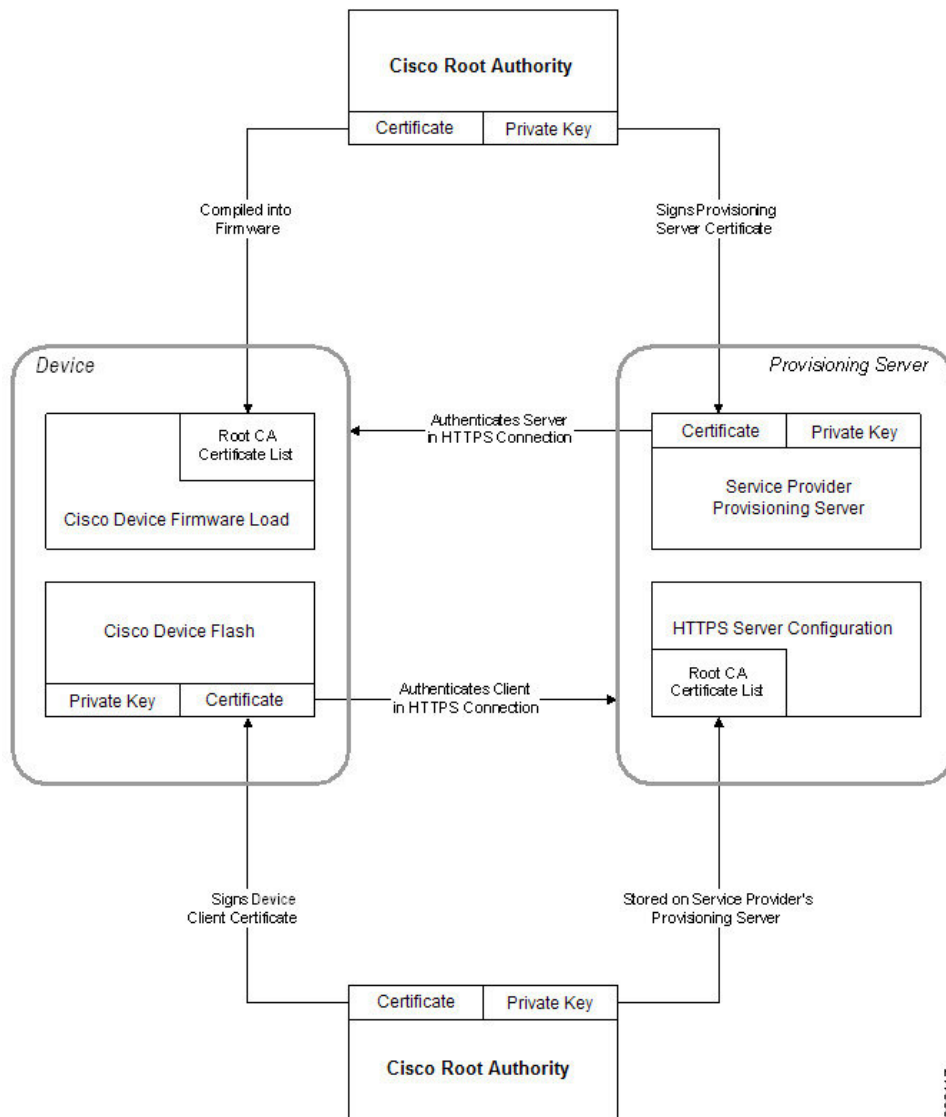 Cisco Root Authority
Certificate
Private Key
Compiled into
Firmware
Signs Provisioning
Server Certificate
Device
Provisioning Server
Root CA
Certificate List
Cisco Device Firmware Load
Authenticates Server
in HTTPS Connection
Certificate
Private Key
Service Provider
Provisioning Server
Cisco Device Flash
Private Key
Certificate
Authenticates Client
in HTTPS Connection
HTTPS Server Configuration
Root CA
Certificate List
Signs Device
Client Certificate
Stored on Service Provider's
Provisioning Server
Certificate
Private Key
Cisco Root Authority